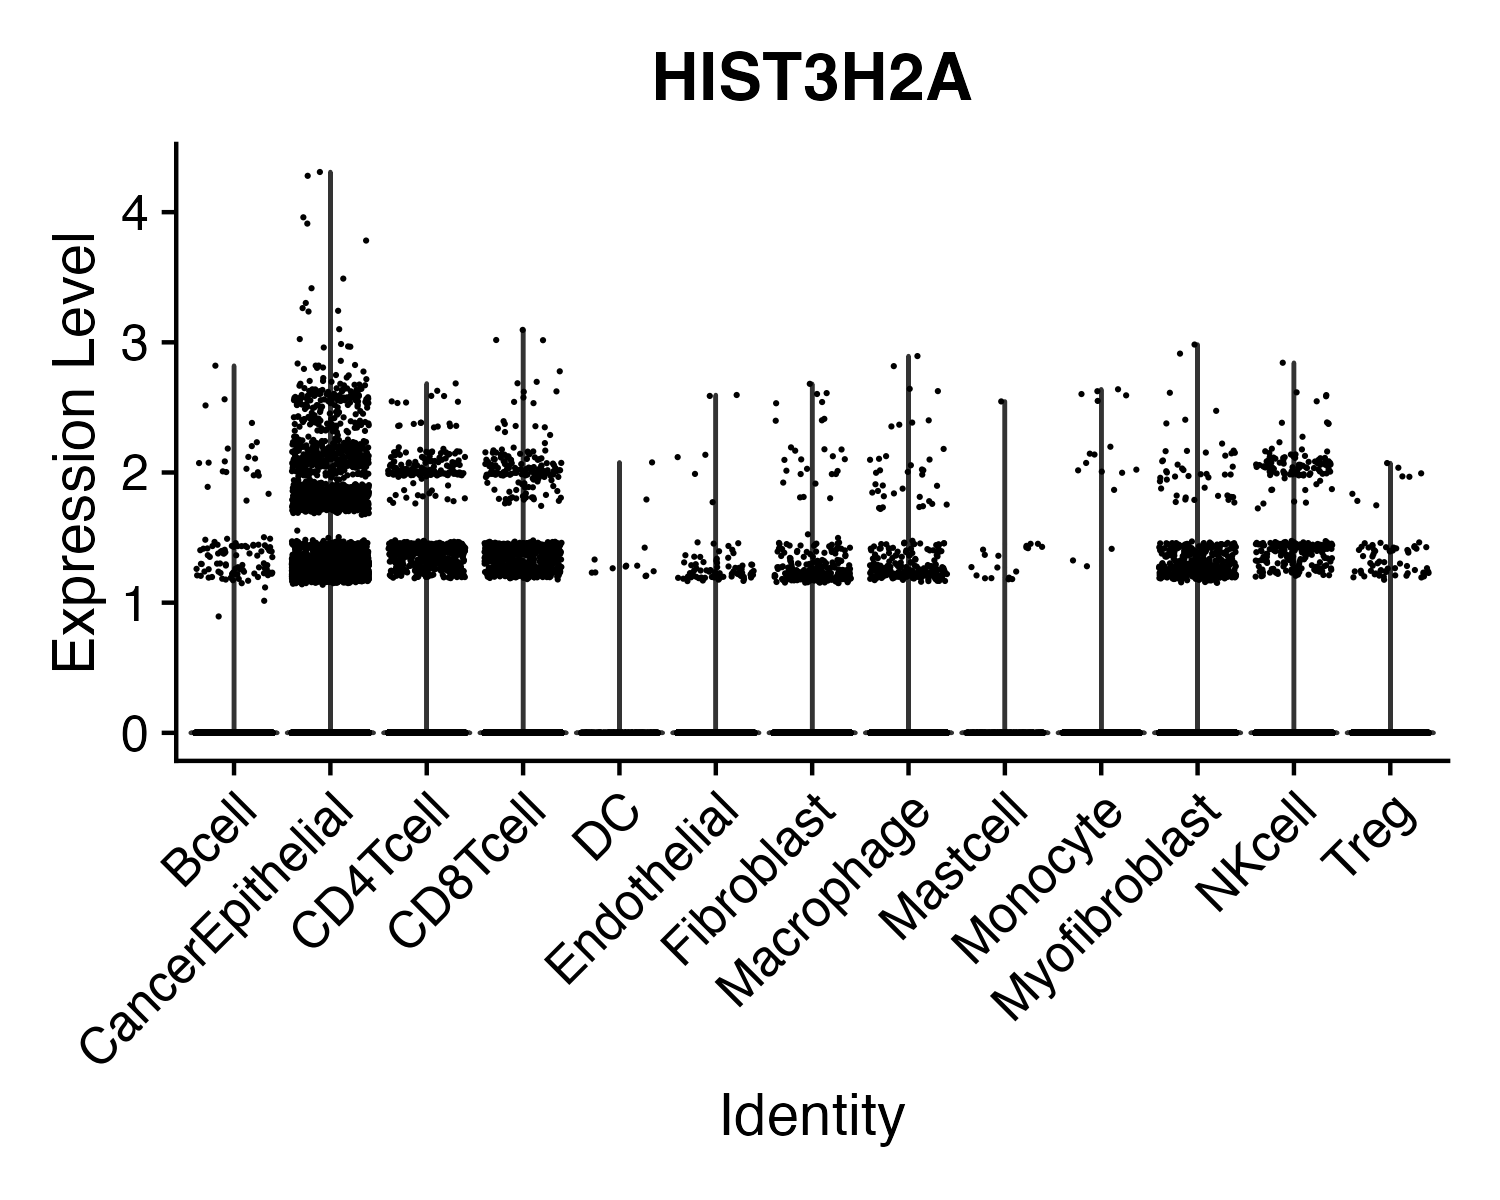 HIST3H2A
Expression Level
4
3
2
1
0
Bcell
CancerEpithelial
CD4Tcell
CD8Tcell
DC
Endothelial
Fibroblast
Macrophage
Mastcell
Monocyte
Myofibroblast
NKcell
Treg
Identity